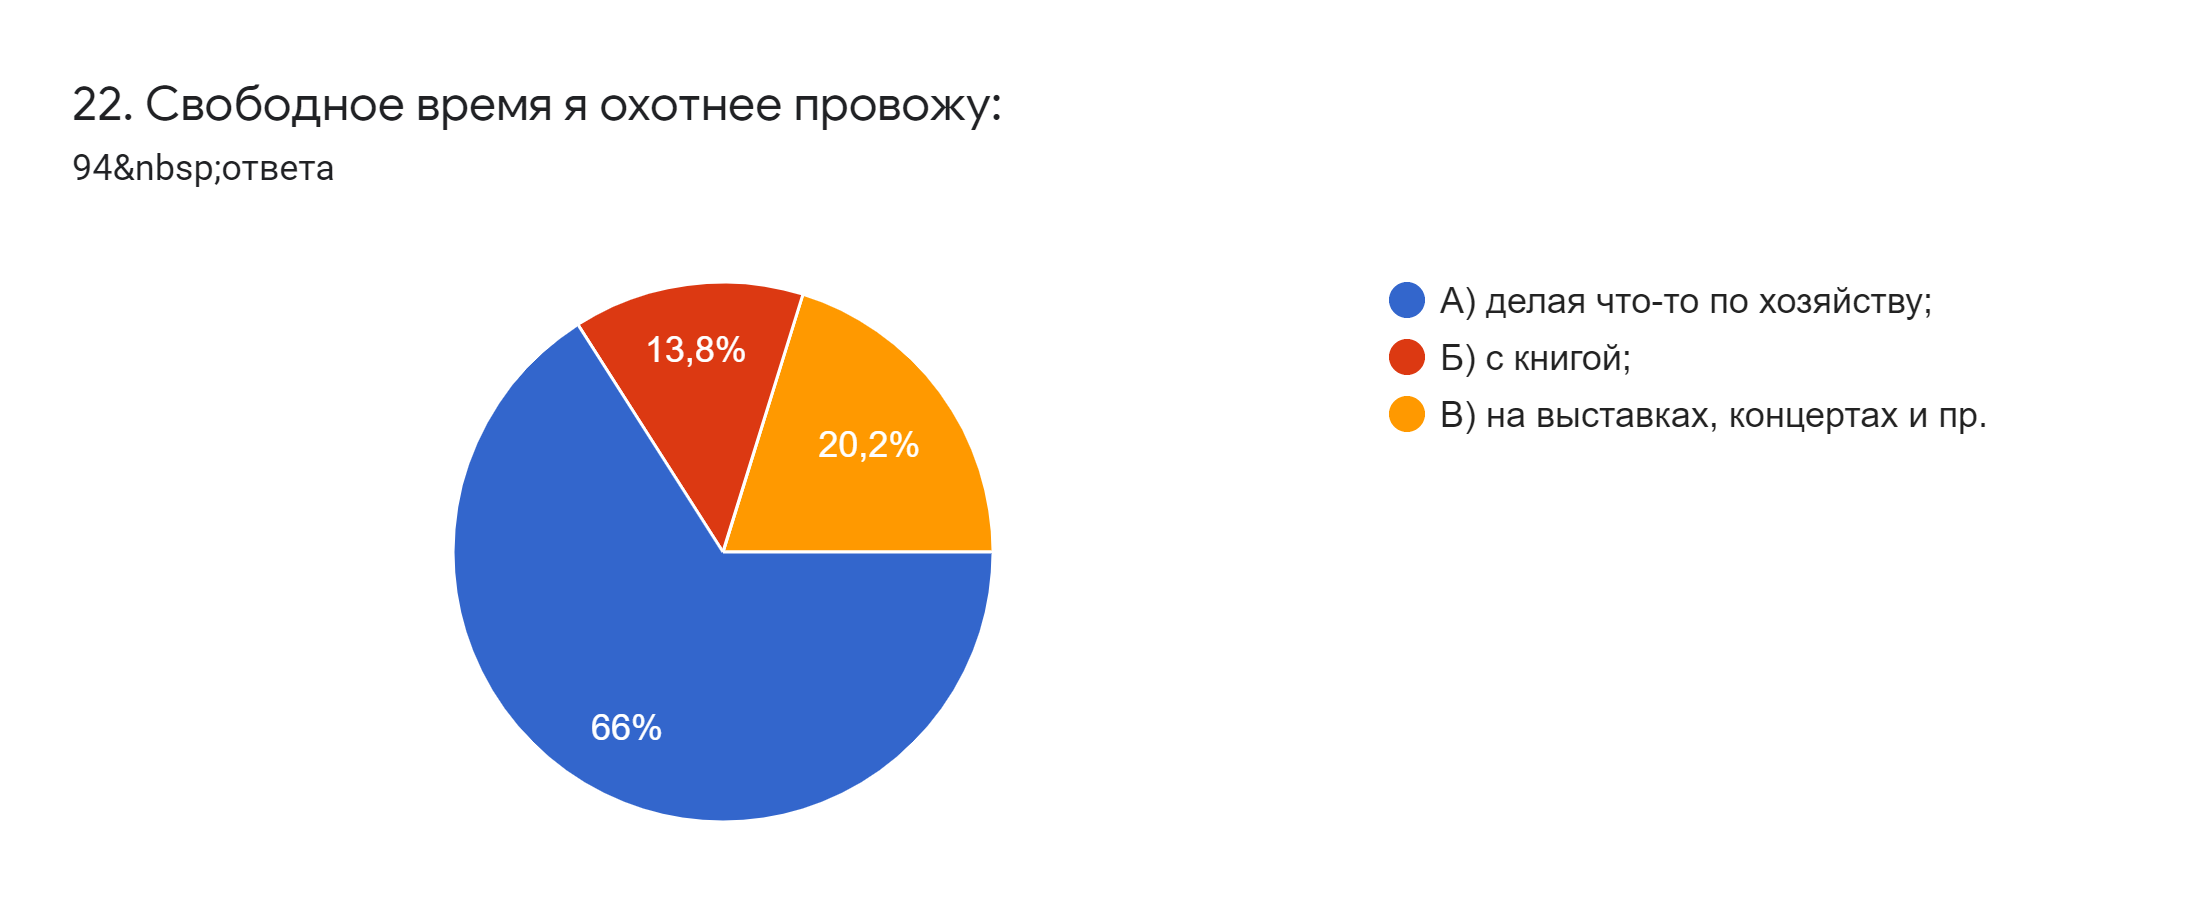 22. Свободное время я охотнее провожу:
94&nbsp;ответа
13,8%
20,2%
66%
А) делая что-то по хозяйству;
Б) с книгой;
В) на выставках, концертах и пр.